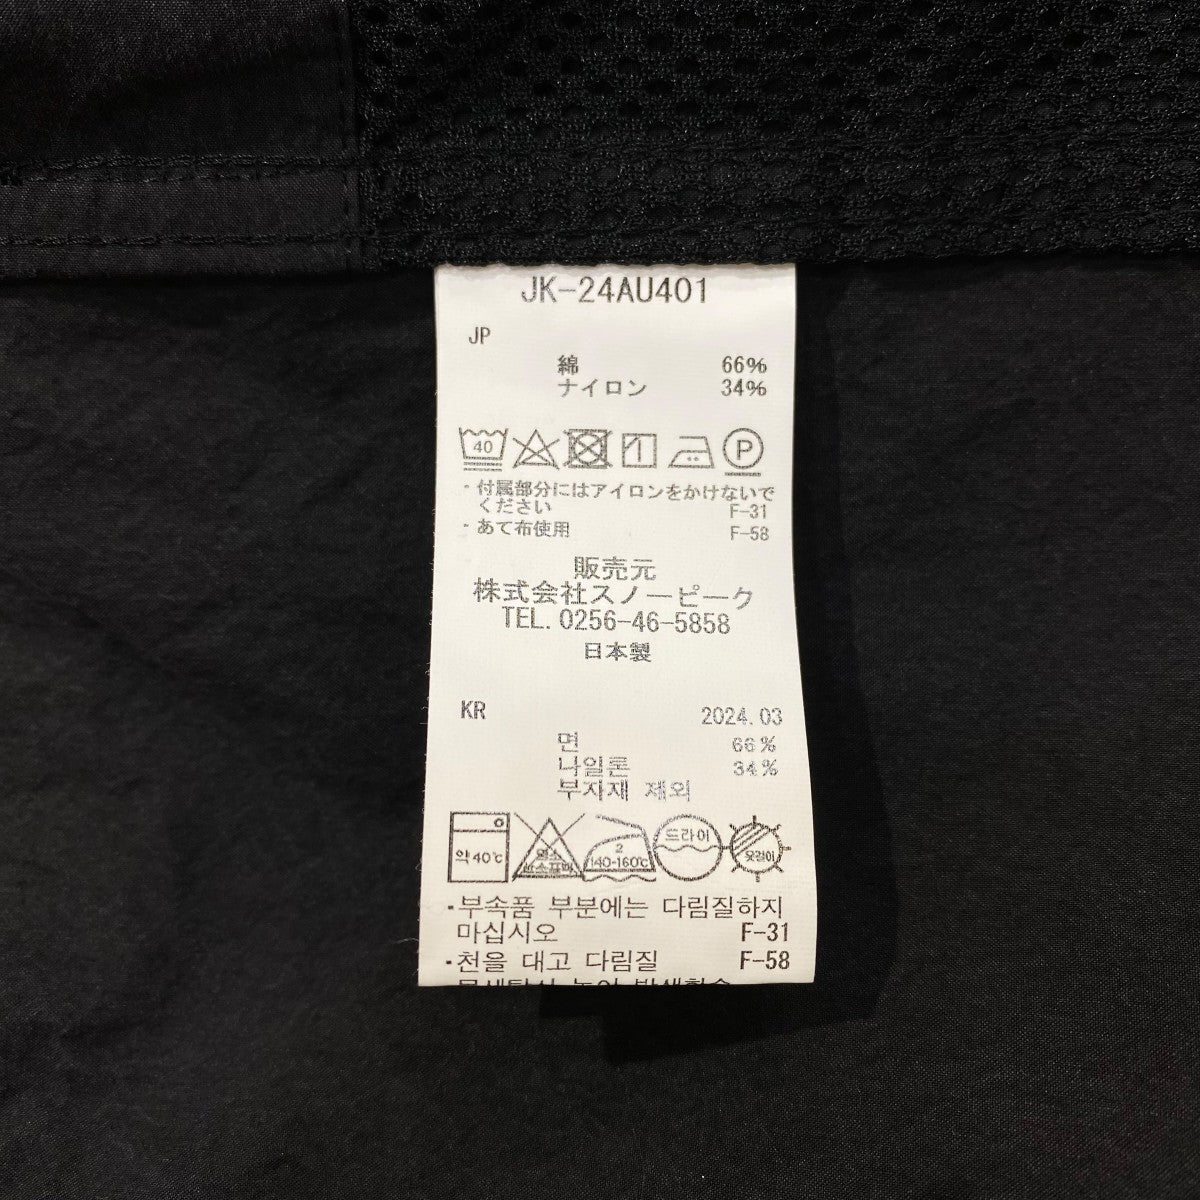 JK-24AU401
JP
綿 66%
ナイロン 34%
40 P
・付属部分にはアイロンをかけないで
ください F-31
・あて布使用 F-58
販売元
株式会社スノーピーク
TEL. 0256-46-5858
日本製
KR 2024.03
면 66%
나일론 34%
부자재 제외
약40℃ 2 140-160℃ 드라이 옷걸이
・부속품 부분에는 다림질하지
마십시오 F-31
・천을 대고 다림질 F-58